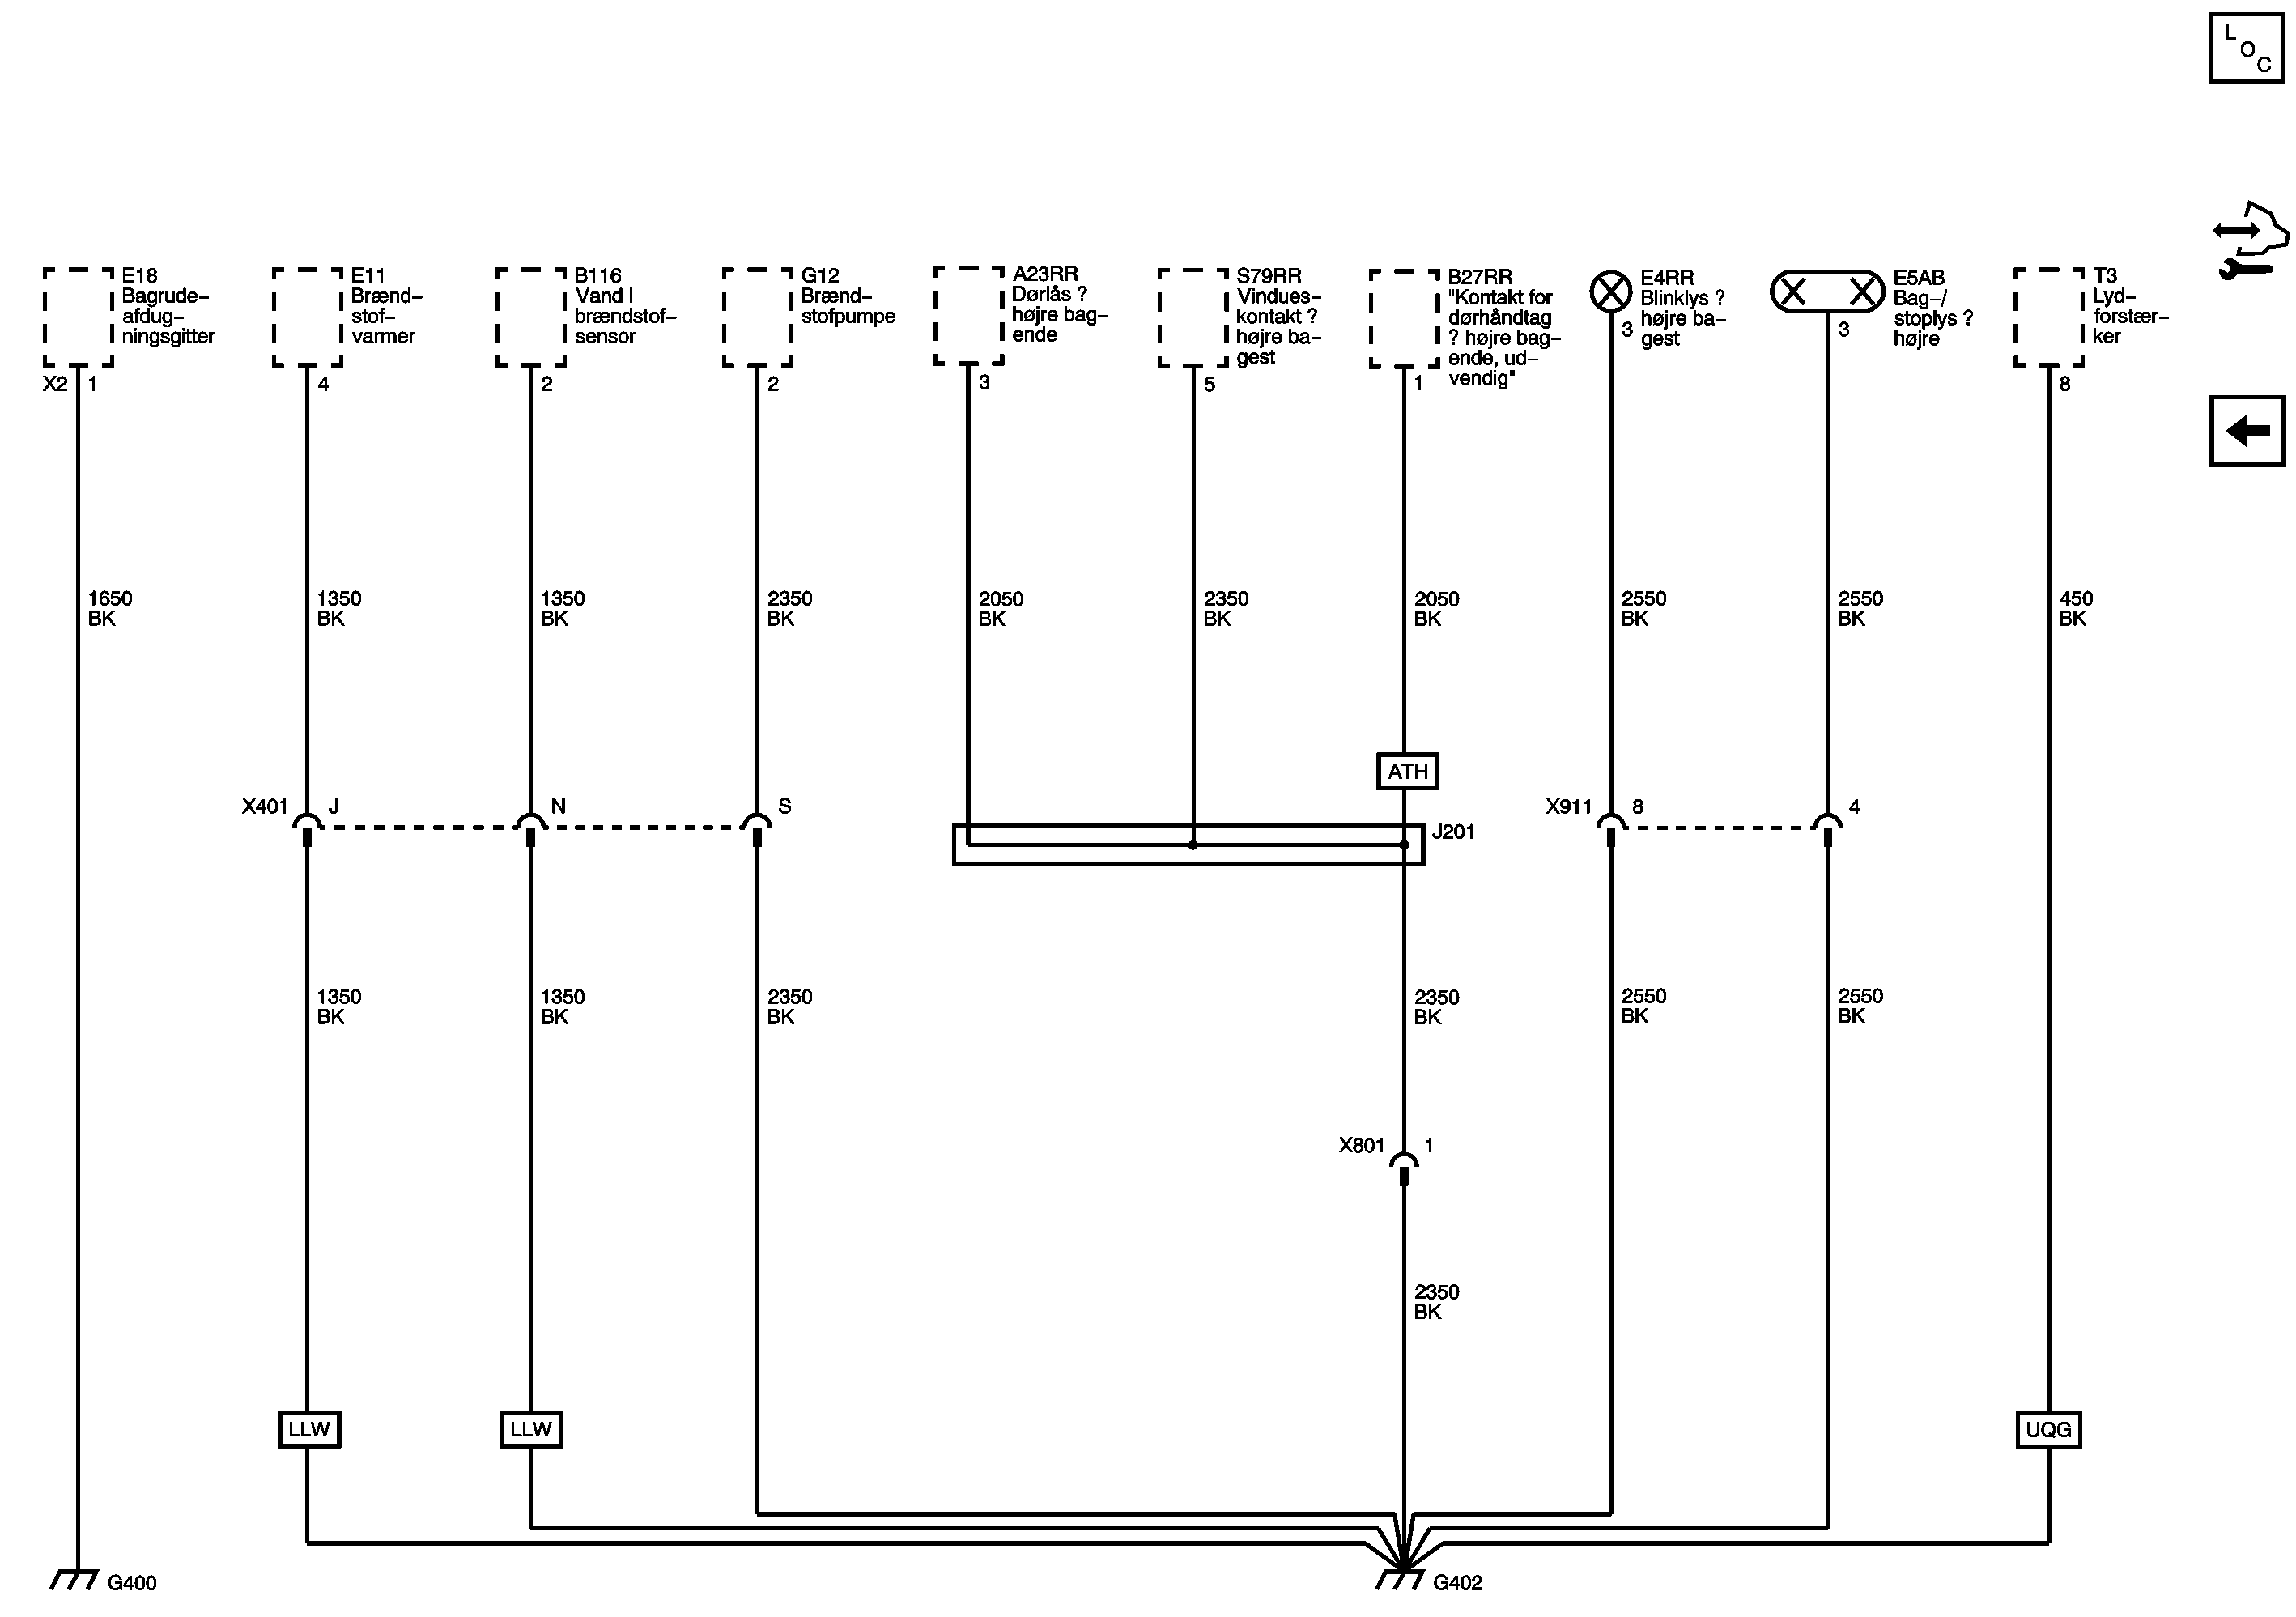 L
O
C
E18
Bagrude–
afdug–
ningsgitter
X2 1
E11
Brænd–
stof–
varmer
4
B116
Vand i
brændstof–
sensor
2
G12
Brænd–
stofpumpe
2
A23RR
Dørlås ?
højre bag–
ende
3
S79RR
Vindues–
kontakt ?
højre ba–
gest
5
B27RR
"Kontakt for
dørhåndtag
? højre bag–
ende, ud–
vendig"
1
E4RR
Blinklys ?
højre ba–
gest
3
E5AB
Bag–/
stoplys ?
højre
3
T3
Lyd–
forstær–
ker
8
1650
BK
1350
BK
1350
BK
2350
BK
2050
BK
2350
BK
2050
BK
2550
BK
2550
BK
450
BK
ATH
X401 J N S
J201
X911 8 4
1350
BK
1350
BK
2350
BK
2350
BK
2550
BK
2550
BK
X801 1
2350
BK
LLW
LLW
UQG
G400
G402